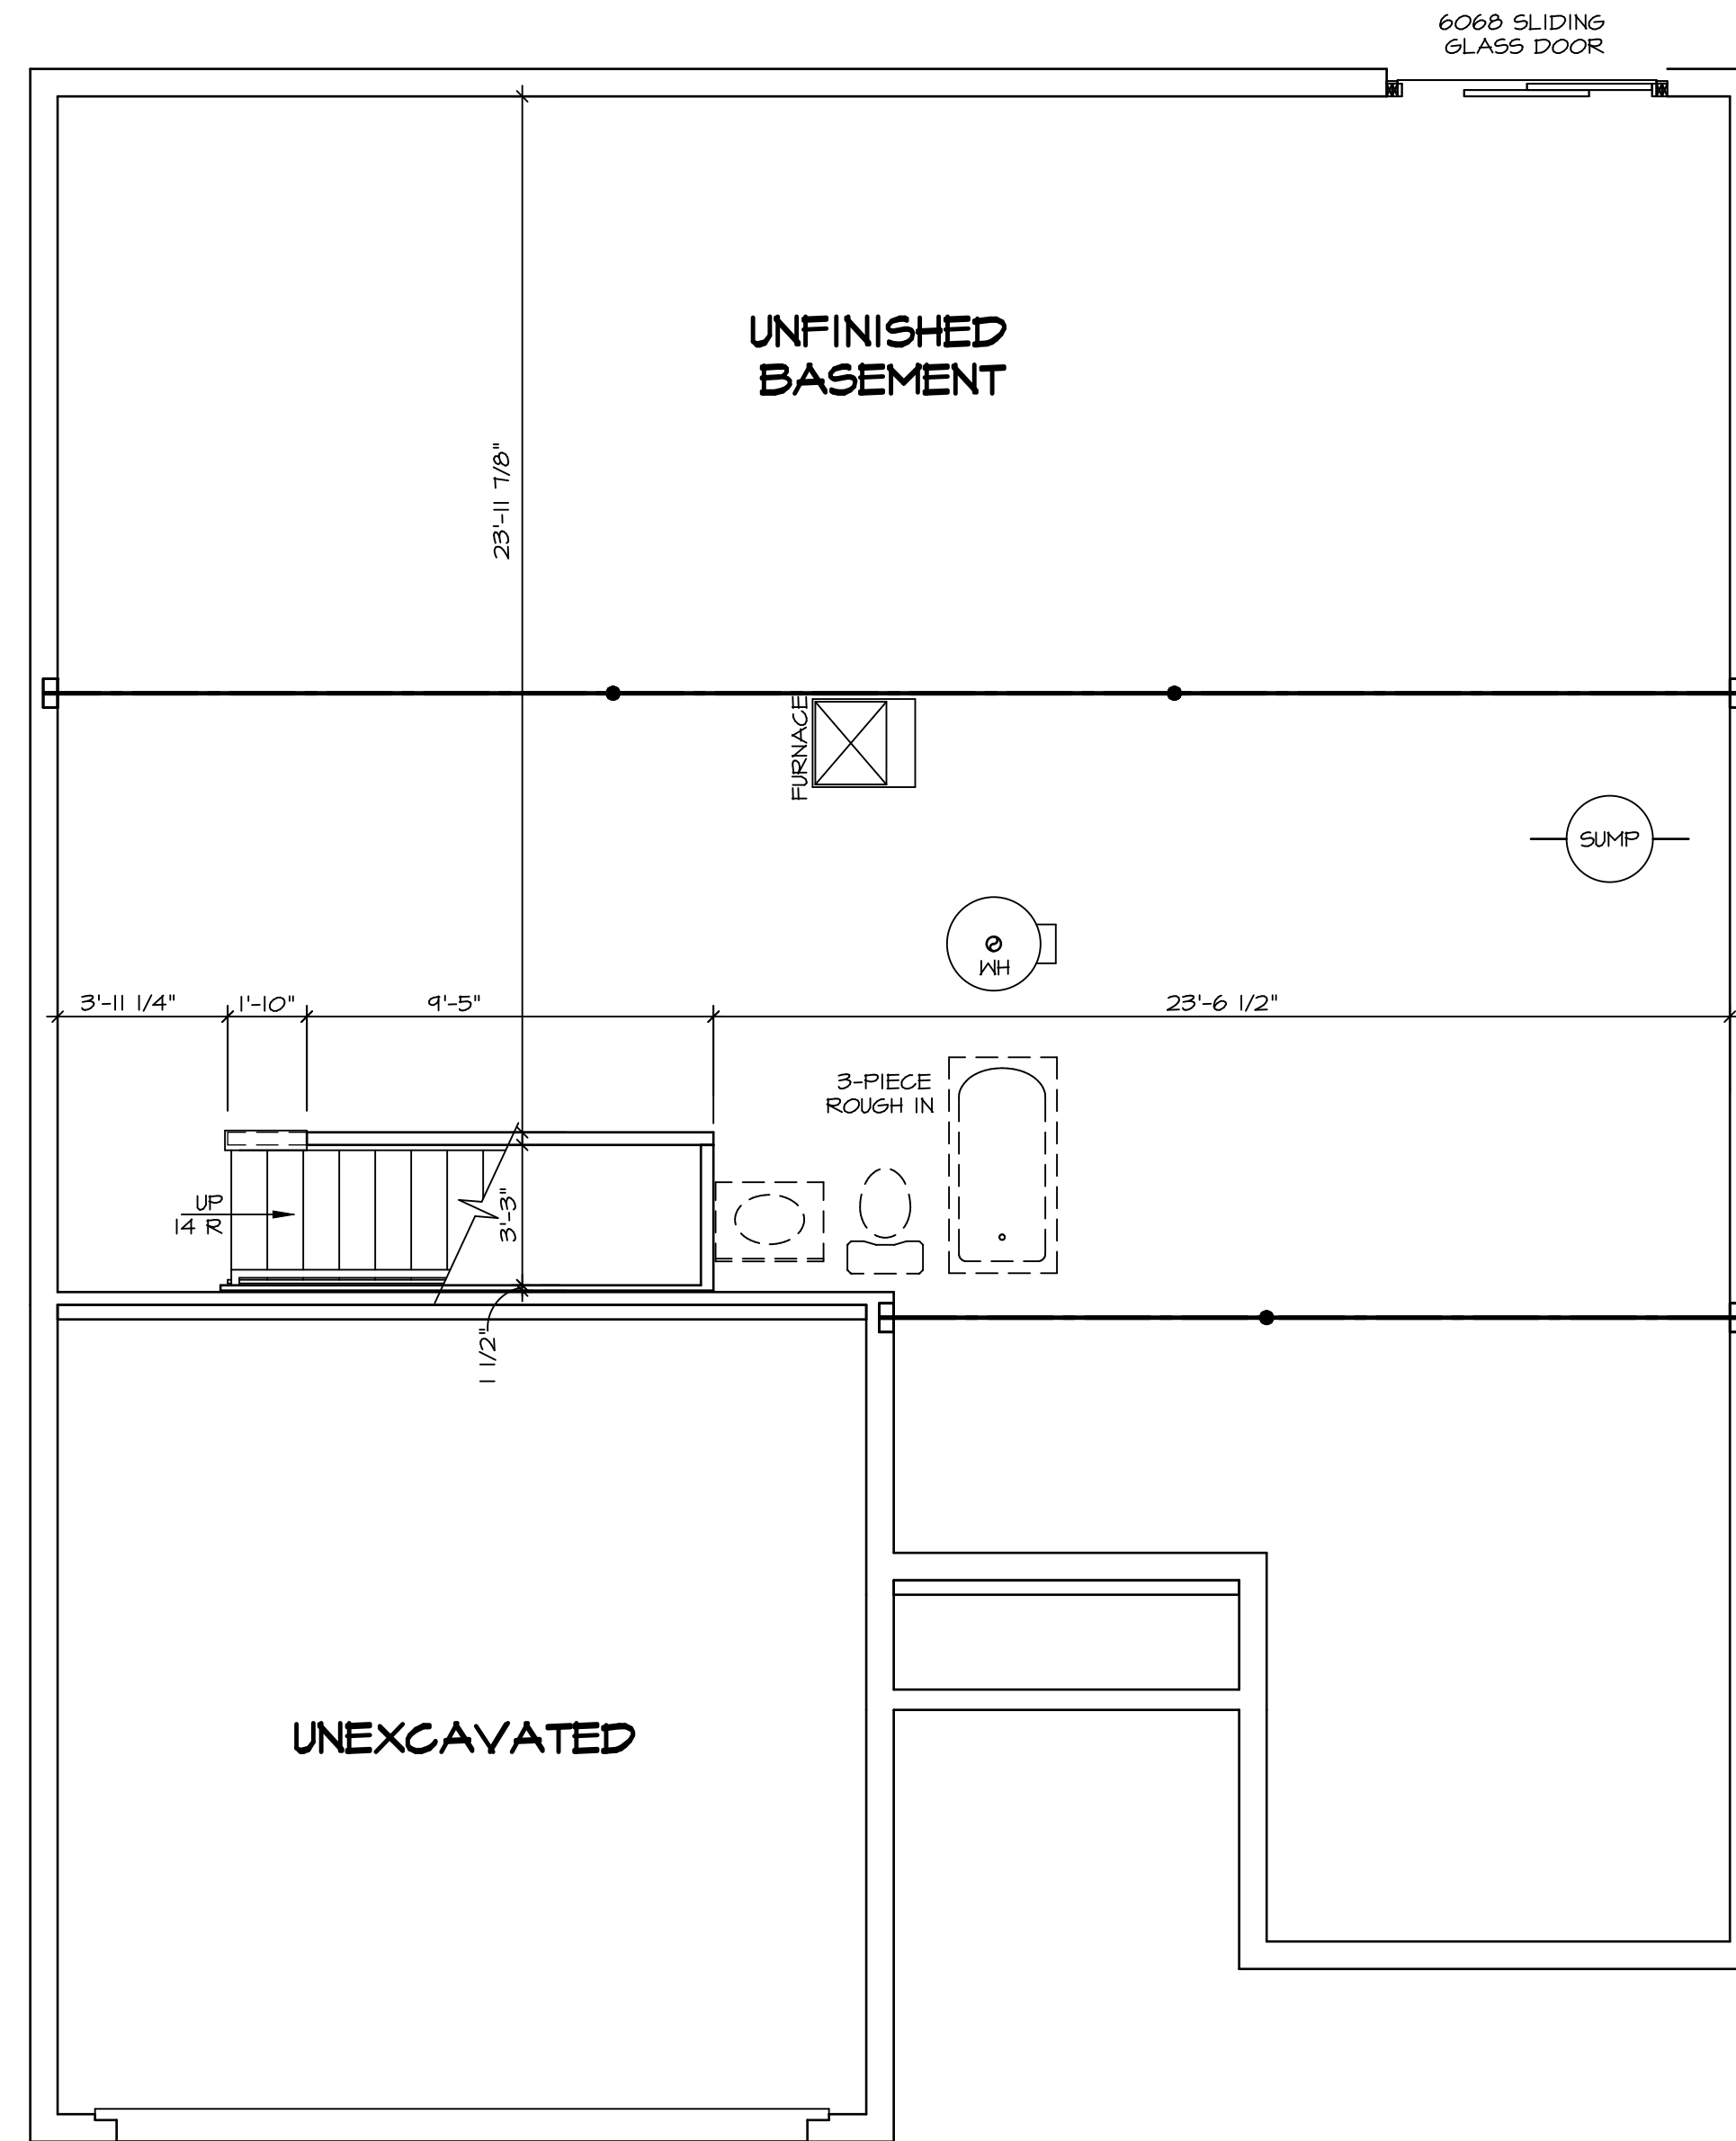 6068 SLIDING
GLASS DOOR
UNFINISHED
BASEMENT
23'-11 7/8"
FURNACE
SUMP
WH
3'-11 1/4"
1'-10"
9'-5"
23'-6 1/2"
3-PIECE
ROUGH IN
UP
14 R
3'-3"
1 1/2"
UNEXCAVATED